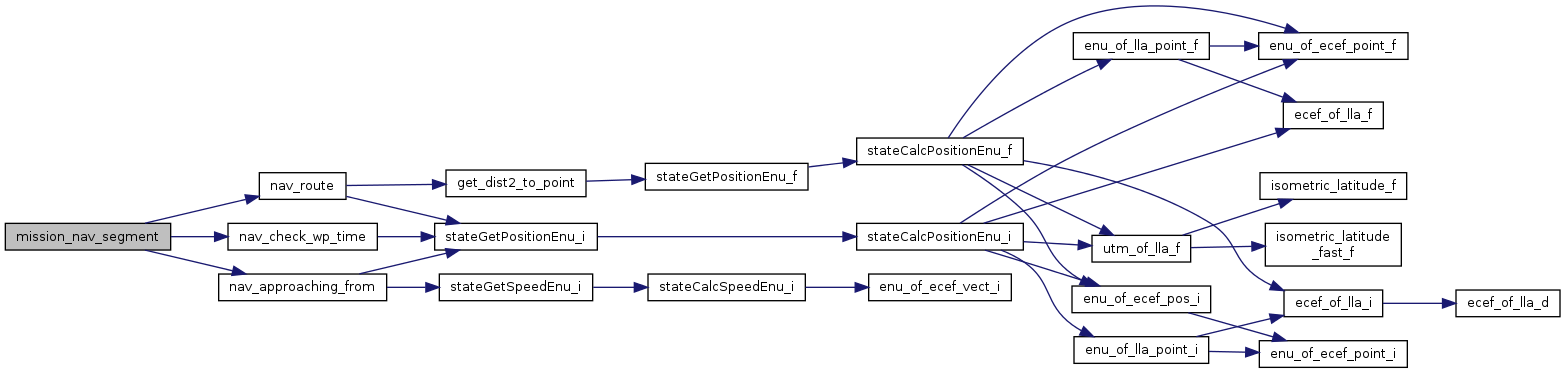 mission_nav_segment
nav_route
nav_check_wp_time
nav_approaching_from
get_dist2_to_point
stateGetPositionEnu_i
stateGetSpeedEnu_i
stateGetPositionEnu_f
stateCalcSpeedEnu_i
stateCalcPositionEnu_f
stateCalcPositionEnu_i
enu_of_ecef_vect_i
enu_of_lla_point_f
utm_of_lla_f
enu_of_ecef_pos_i
enu_of_lla_point_i
enu_of_ecef_point_f
ecef_of_lla_f
isometric_latitude_f
isometric_latitude
_fast_f
ecef_of_lla_i
enu_of_ecef_point_i
ecef_of_lla_d